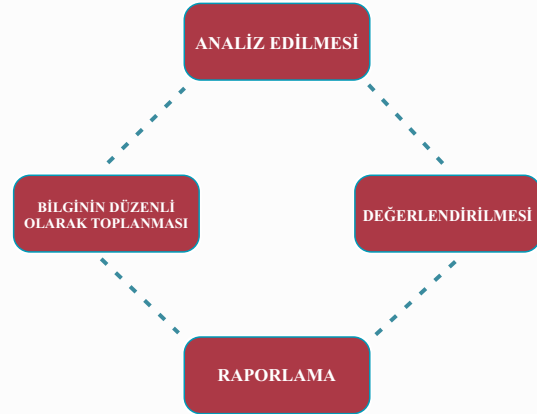 ANALİZ EDİLMESİ
BİLGİNİN DÜZENLİ
OLARAK TOPLANMASI
DEĞERLENDİRİLMESİ
RAPORLAMA